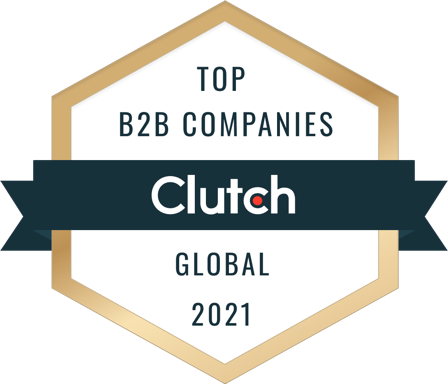 TOP
B2B COMPANIES
Clutch
GLOBAL
2021